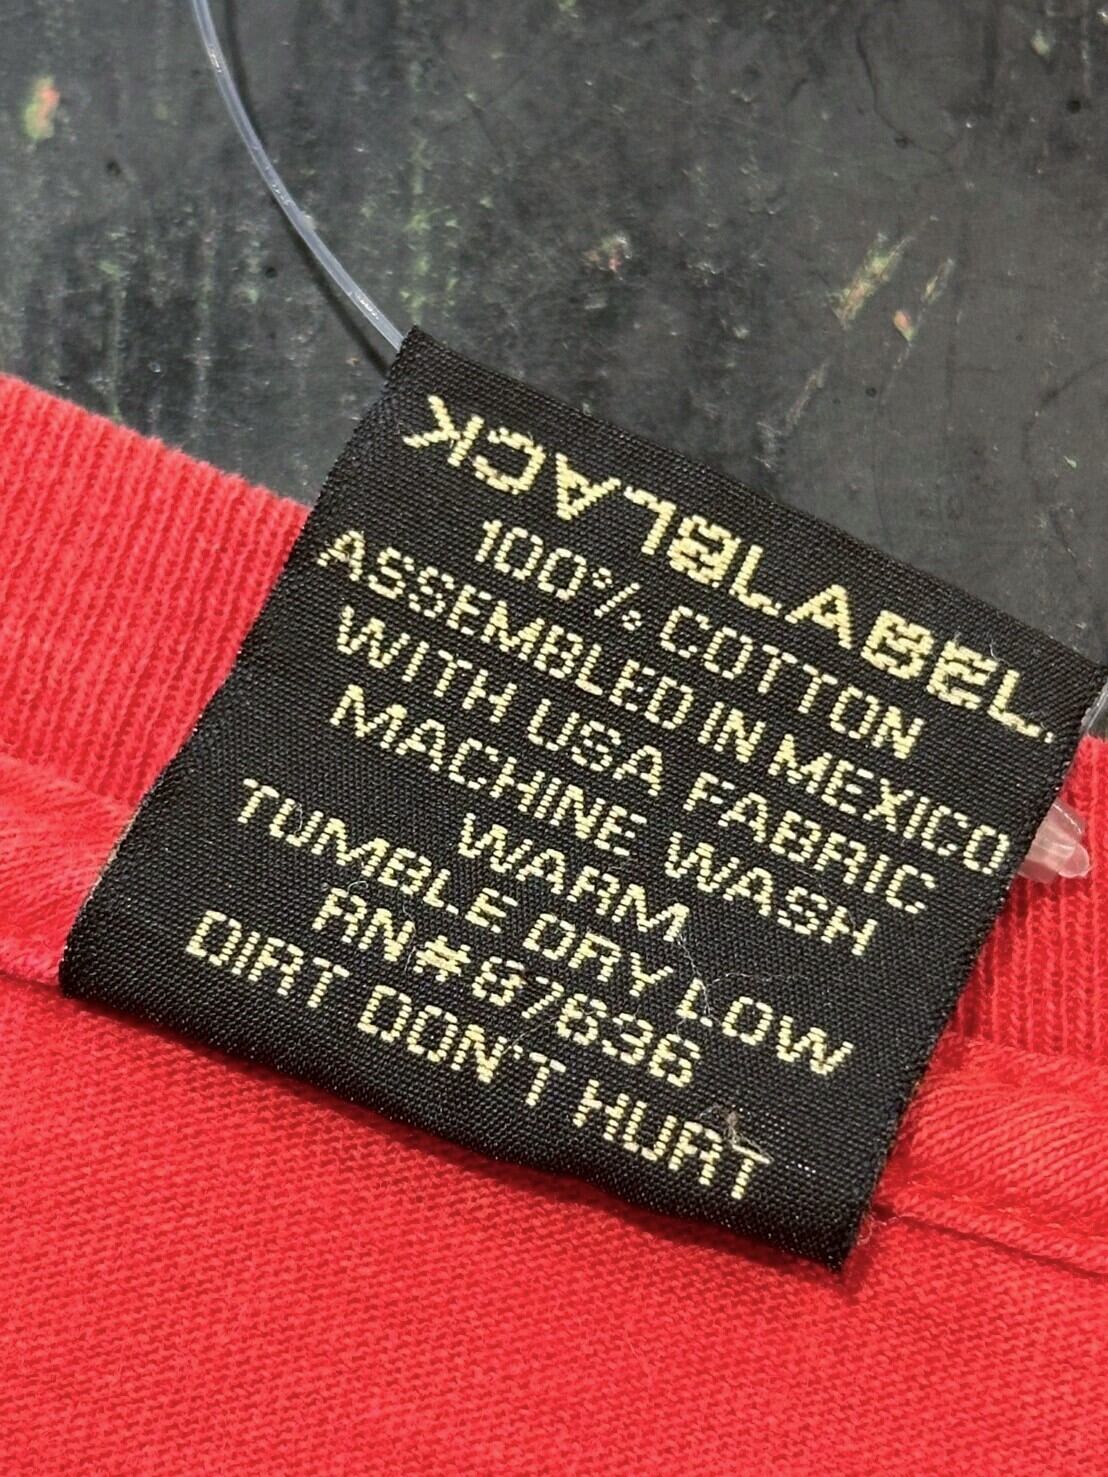 BLACK LABEL
100% COTTON
ASSEMBLED IN MEXICO
WITH USA FABRIC
MACHINE WASH
WARM
TUMBLE DRY LOW
RN#87636
DIRT DON'T HURT